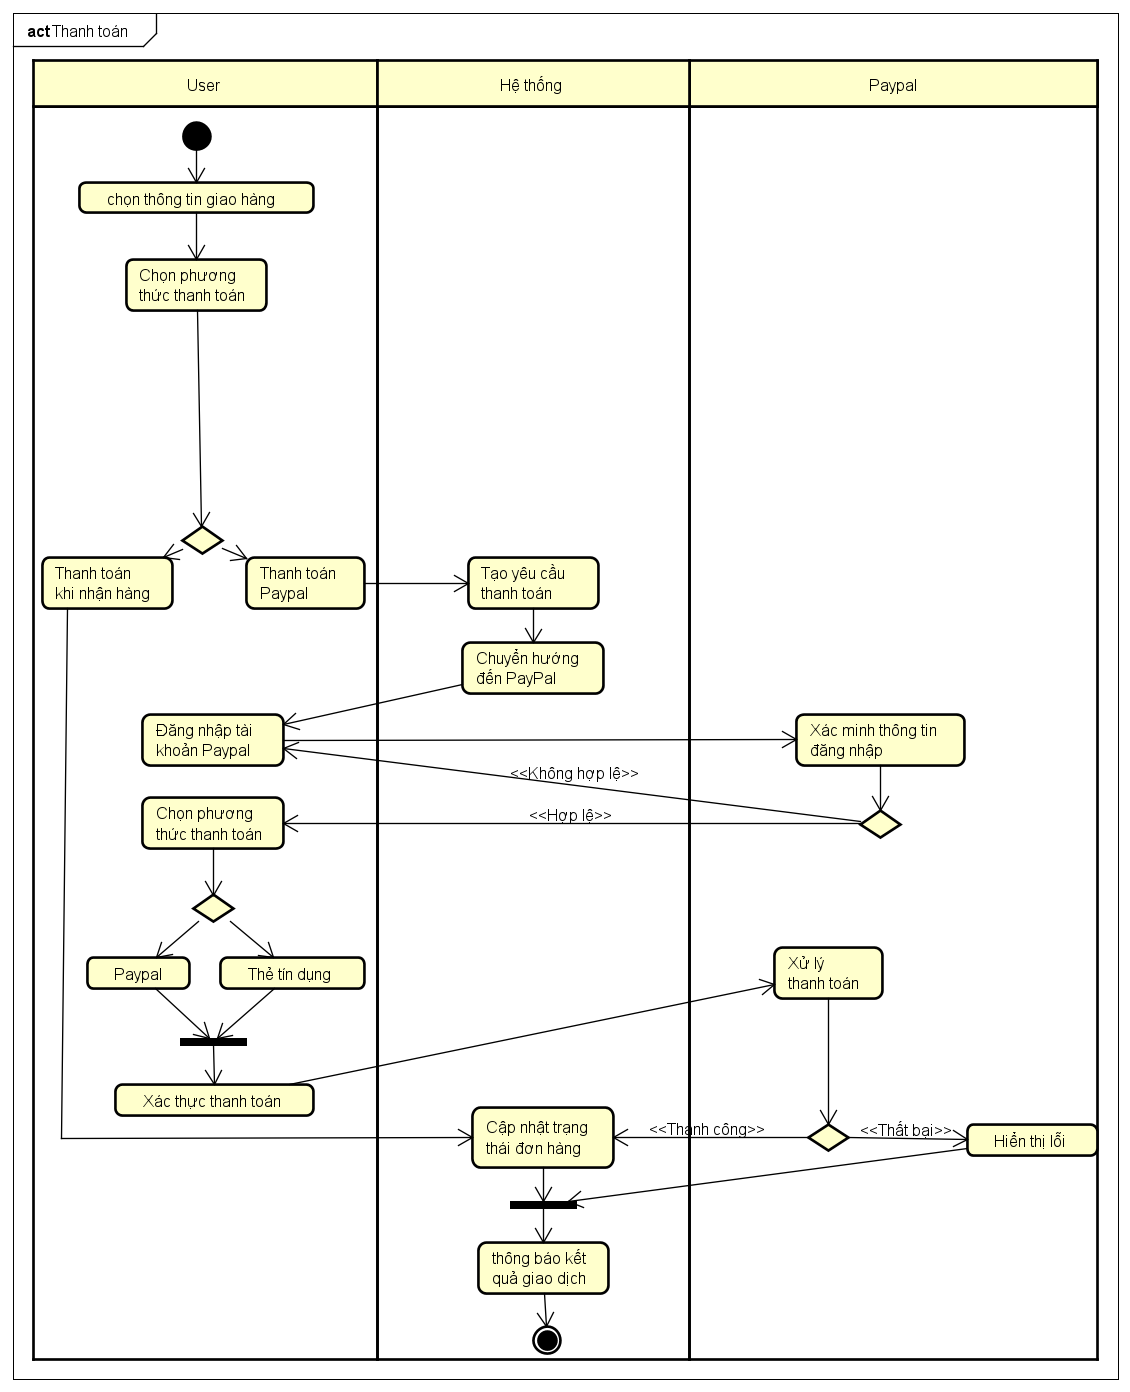 act Thanh toán
User
Hệ thống
Paypal
chọn thông tin giao hàng
Chọn phương
thức thanh toán
Thanh toán
khi nhận hàng
Thanh toán
Paypal
Tạo yêu cầu
thanh toán
Chuyển hướng
đến PayPal
Đăng nhập tài
khoản Paypal
Xác minh thông tin
đăng nhập
<<Không hợp lệ>>
<<Hợp lệ>>
Chọn phương
thức thanh toán
Paypal
Thẻ tín dụng
Xử lý
thanh toán
Xác thực thanh toán
Cập nhật trạng
thái đơn hàng
<<Thành công>>
<<Thất bại>>
Hiển thị lỗi
thông báo kết
quả giao dịch